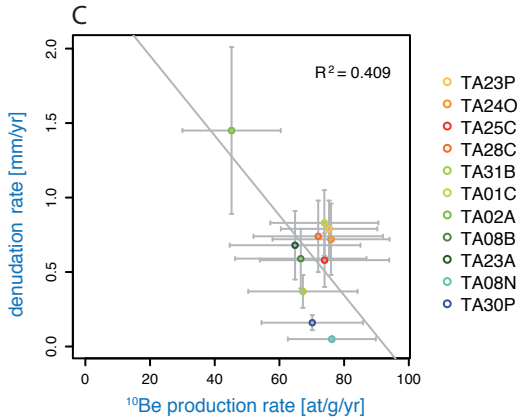 C
R² = 0.409
denudation rate [mm/yr]
2.0
1.5
1.0
0.5
0.0
0 20 40 60 80 100
¹⁰Be production rate [at/g/yr]
TA23P
TA24O
TA25C
TA28C
TA31B
TA01C
TA02A
TA08B
TA23A
TA08N
TA30P